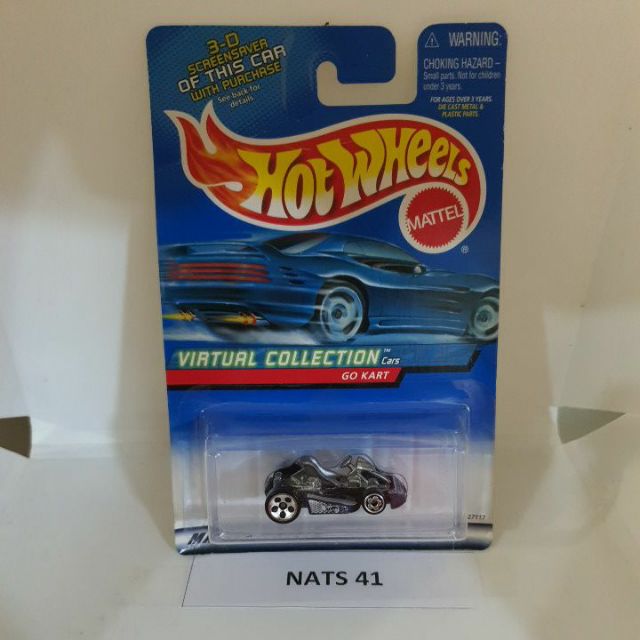 3-D
SCREENSAVER
OF THIS CAR
WITH PURCHASE
See back for
details
⚠ WARNING:
CHOKING HAZARD –
Small parts. Not for children
under 3 years.
FOR AGES OVER 3 YEARS.
DIE CAST METAL &
PLASTIC PARTS.
HOT WHEELS
MATTEL
®
VIRTUAL COLLECTION™ Cars
GO KART
27117
NATS 41